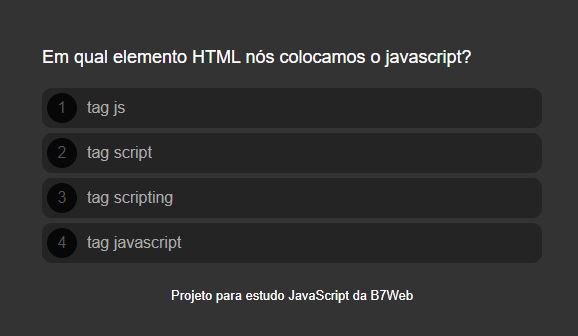 Em qual elemento HTML nós colocamos o javascript?
1 tag js
2 tag script
3 tag scripting
4 tag javascript
Projeto para estudo JavaScript da B7Web